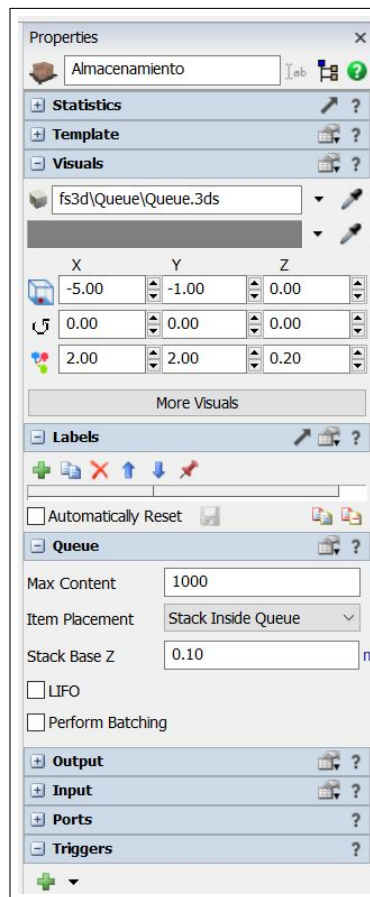 Properties
Almacenamiento
Statistics
Template
Visuals
fs3d\Queue\Queue.3ds
X Y Z
-5.00 -1.00 0.00
0.00 0.00 0.00
2.00 2.00 0.20
More Visuals
Labels
Automatically Reset
Queue
Max Content 1000
Item Placement Stack Inside Queue
Stack Base Z 0.10
LIFO
Perform Batching
Output
Input
Ports
Triggers